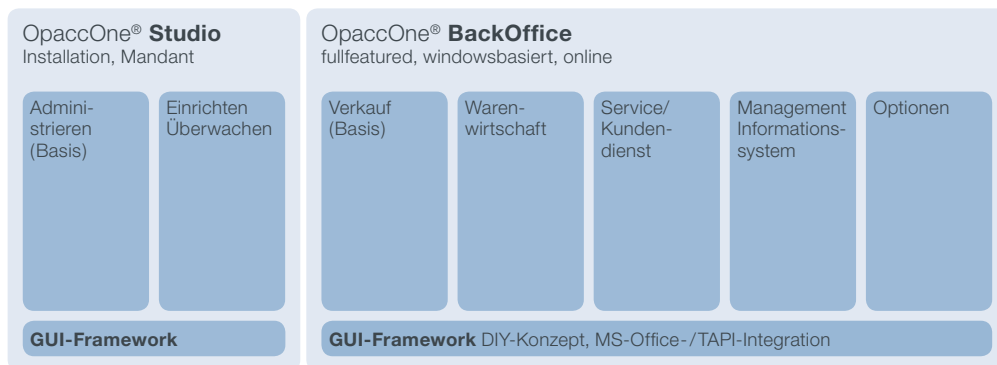 OpaccOne® Studio
Installation, Mandant
Admini-
strieren
(Basis)
Einrichten
Überwachen
GUI-Framework
OpaccOne® BackOffice
fullfeatured, windowsbasiert, online
Verkauf
(Basis)
Waren-
wirtschaft
Service/
Kunden-
dienst
Management
Informations-
system
Optionen
GUI-Framework DIY-Konzept, MS-Office-/TAPI-Integration